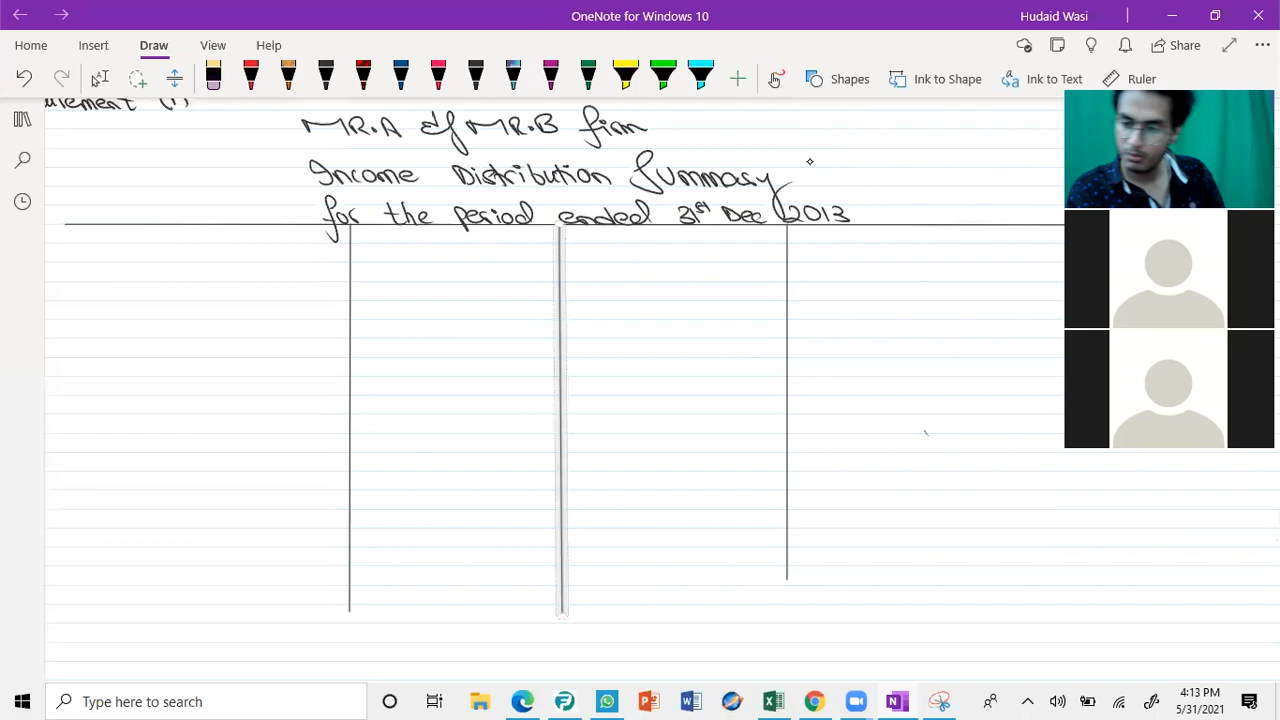 OneNote for Windows 10
Hudaid Wasi
Home Insert Draw View Help
Share
Shapes Ink to Shape Ink to Text Ruler
MR.A & MR.B firm
Income Distribution Summary
for the period ended 31st Dec 2013
Type here to search
4:13 PM
5/31/2021